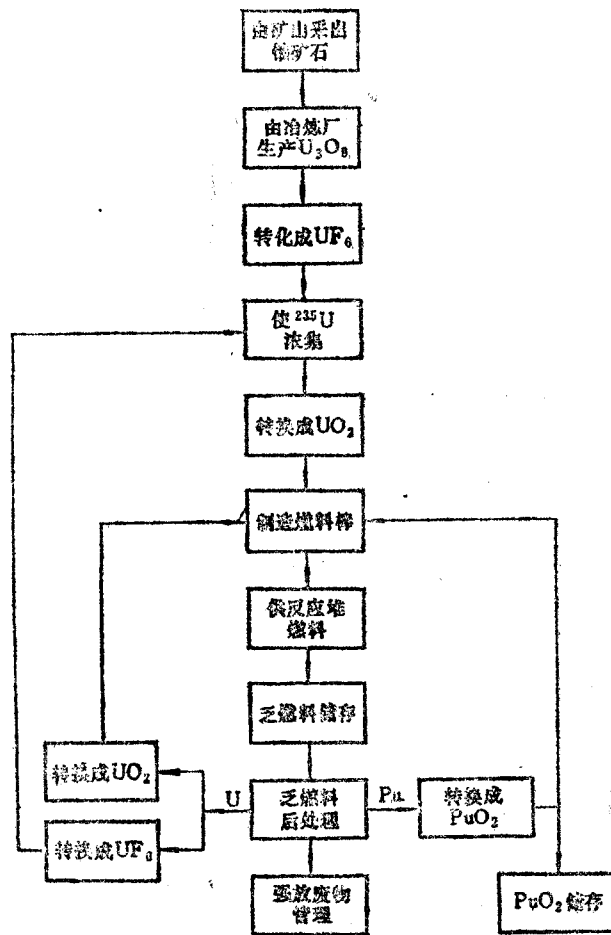 由矿山采出
铀矿石
由冶炼厂
生产U₃O₈
转化成UF₆
使²³⁵U
浓集
转换成UO₂
制造燃料棒
供反应堆
燃料
乏燃料储存
转换成UO₂
U
乏燃料
后处理
Pu
转换成
PuO₂
转换成UF₆
强放废物
管理
PuO₂储存